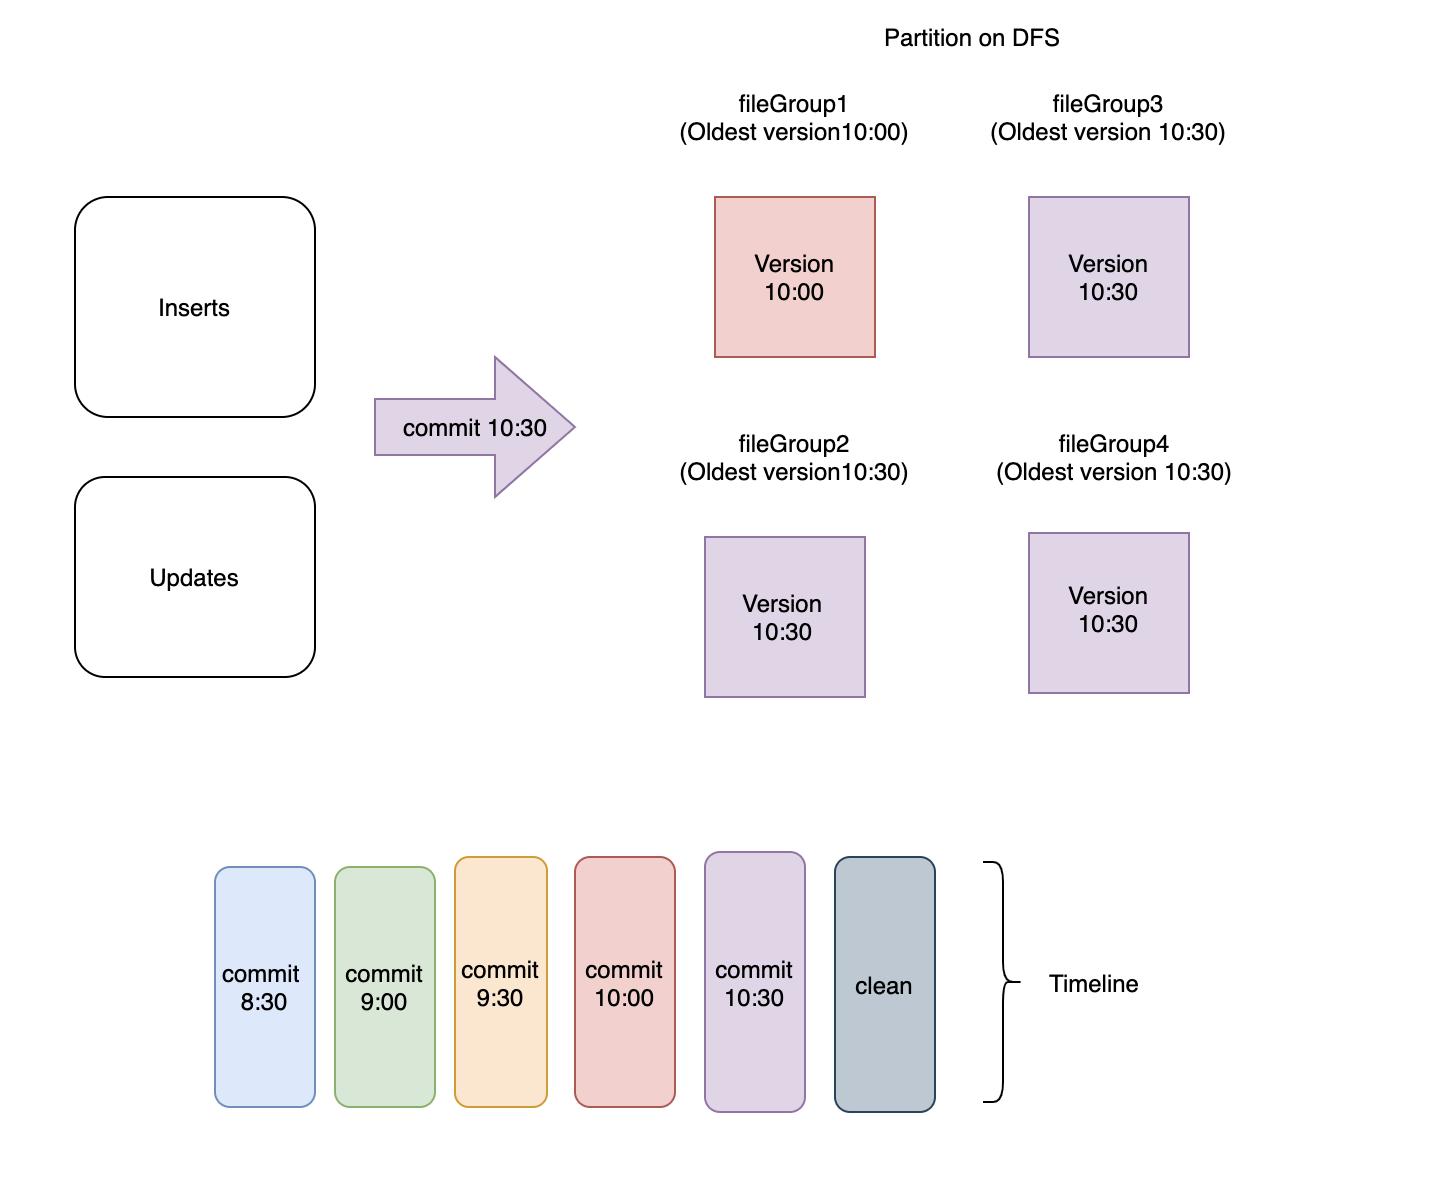 Partition on DFS
fileGroup1
(Oldest version10:00)
fileGroup3
(Oldest version 10:30)
Inserts
Version
10:00
Version
10:30
commit 10:30
fileGroup2
(Oldest version10:30)
fileGroup4
(Oldest version 10:30)
Updates
Version
10:30
Version
10:30
commit
8:30
commit
9:00
commit
9:30
commit
10:00
commit
10:30
clean
Timeline